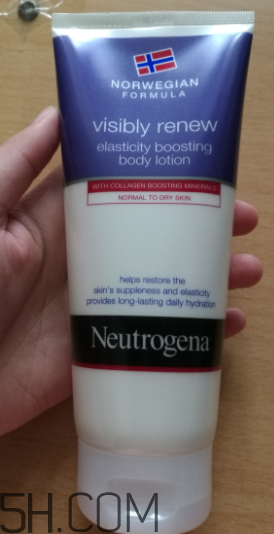 NORWEGIAN
FORMULA
visibly renew
elasticity boosting
body lotion
WITH COLLAGEN BOOSTING MINERALS
NORMAL TO DRY SKIN
helps restore the
skin's suppleness and elasticity
provides long-lasting daily hydration
Neutrogena
5H.COM